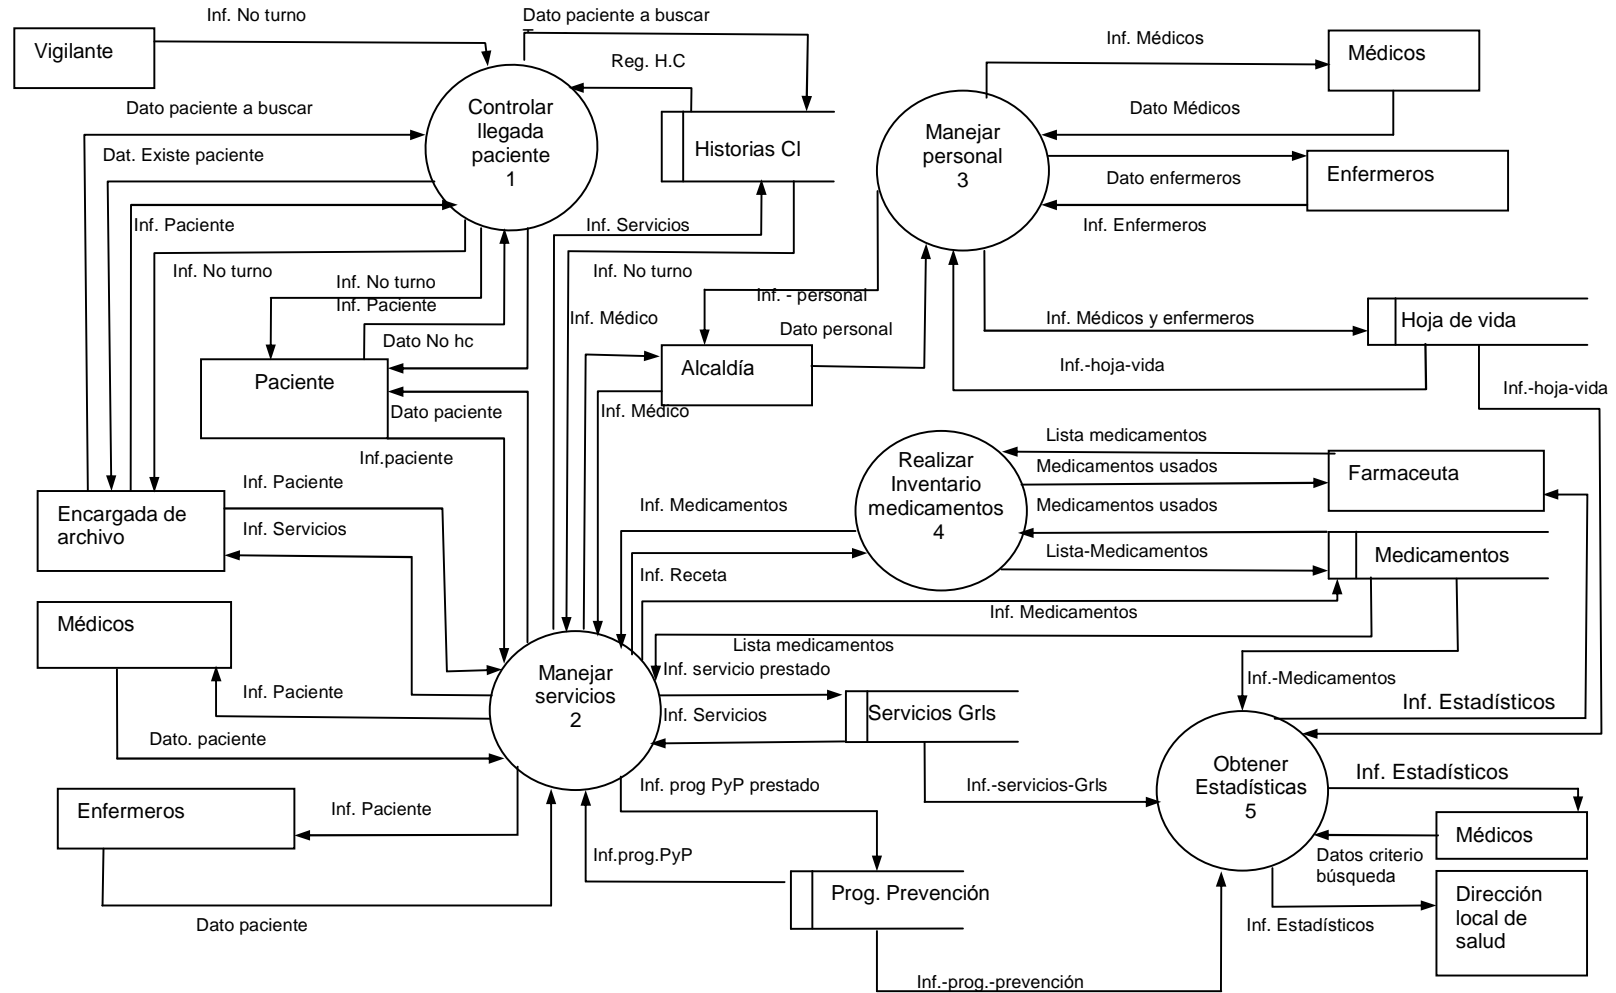 Inf. No turno
Dato paciente a buscar
Vigilante
Inf. Médicos
Médicos
Reg. H.C
Controlar
llegada
paciente
1
Dato paciente a buscar
Dato Médicos
Manejar
personal
3
Historias Cl
Dat. Existe paciente
Dato enfermeros
Enfermeros
Inf. Paciente
Inf. Servicios
Inf. Enfermeros
Inf. No turno
Inf. No turno
Inf. No turno
Inf. Paciente
Inf. - personal
Inf. Médico
Dato personal
Inf. Médicos y enfermeros
Hoja de vida
Dato No hc
Alcaldía
Inf.-hoja-vida
Paciente
Inf.-hoja-vida
Dato paciente
Inf. Médico
Lista medicamentos
Inf.paciente
Realizar
Inventario
medicamentos
4
Medicamentos usados
Farmaceuta
Inf. Paciente
Inf. Medicamentos
Medicamentos usados
Encargada de
archivo
Inf. Servicios
Lista-Medicamentos
Medicamentos
Inf. Receta
Inf. Medicamentos
Médicos
Lista medicamentos
Manejar
servicios
2
Inf. servicio prestado
Inf. Paciente
Inf.-Medicamentos
Inf. Estadísticos
Inf. Servicios
Servicios Grls
Dato. paciente
Obtener
Estadísticas
5
Inf. Estadísticos
Inf. prog PyP prestado
Inf.-servicios-Grls
Enfermeros
Inf. Paciente
Médicos
Inf.prog.PyP
Datos criterio
búsqueda
Prog. Prevención
Dirección
local de
salud
Dato paciente
Inf. Estadísticos
Inf.-prog.-prevención